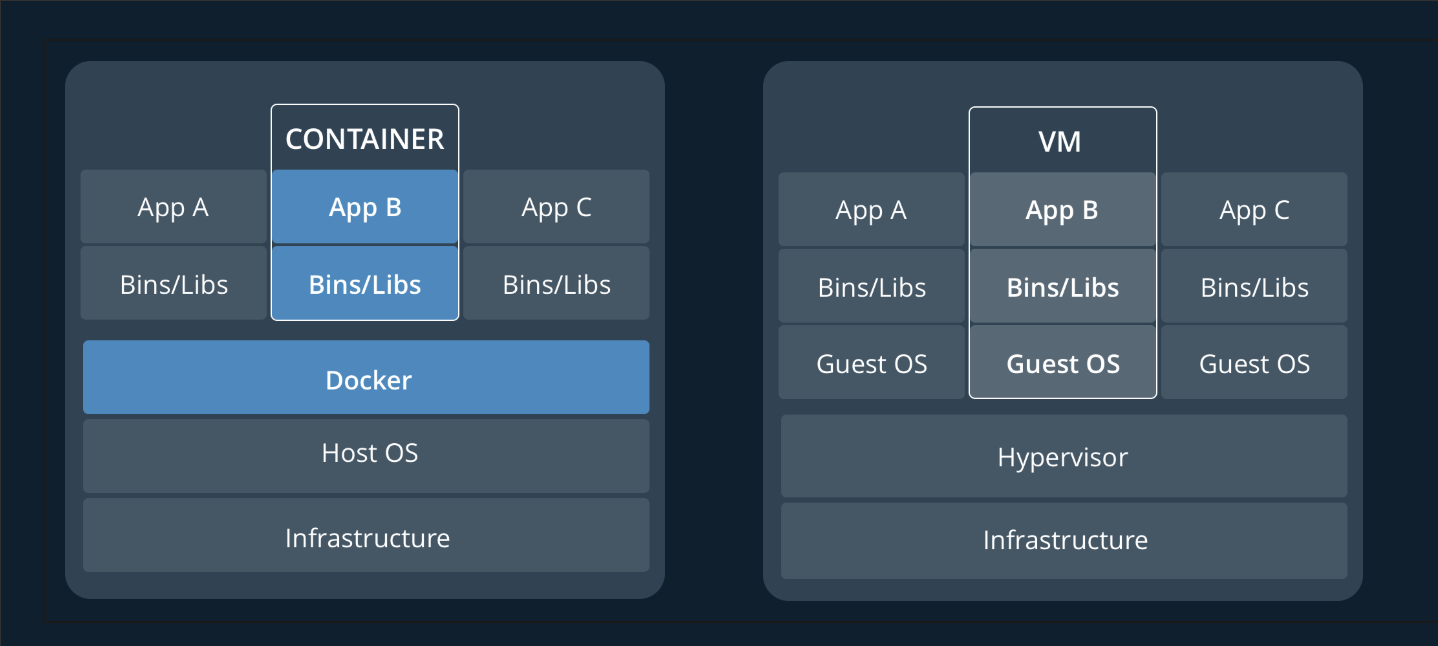 CONTAINER
App A App B App C
Bins/Libs Bins/Libs Bins/Libs
Docker
Host OS
Infrastructure
VM
App A App B App C
Bins/Libs Bins/Libs Bins/Libs
Guest OS Guest OS Guest OS
Hypervisor
Infrastructure